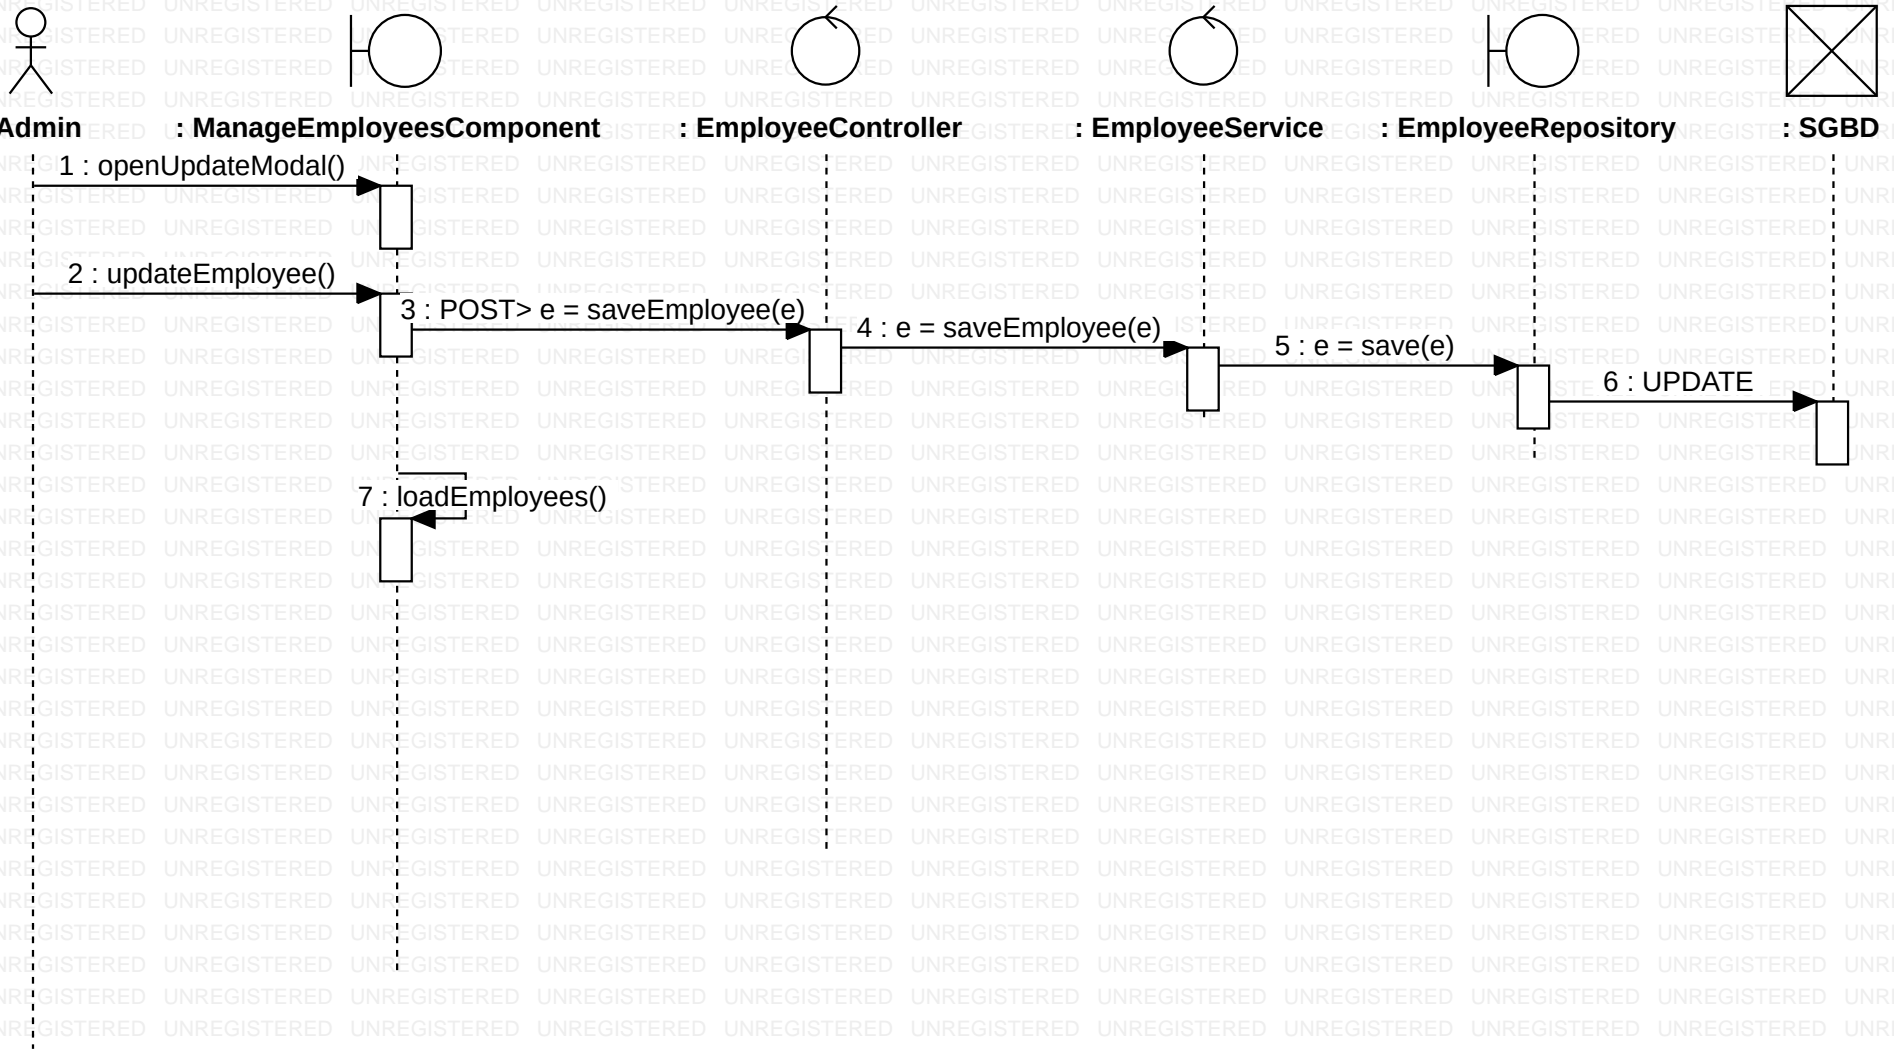 Admin
: ManageEmployeesComponent
: EmployeeController
: EmployeeService
: EmployeeRepository
: SGBD
1 : openUpdateModal()
2 : updateEmployee()
3 : POST> e = saveEmployee(e)
4 : e = saveEmployee(e)
5 : e = save(e)
6 : UPDATE
7 : loadEmployees()
UNREGISTERED